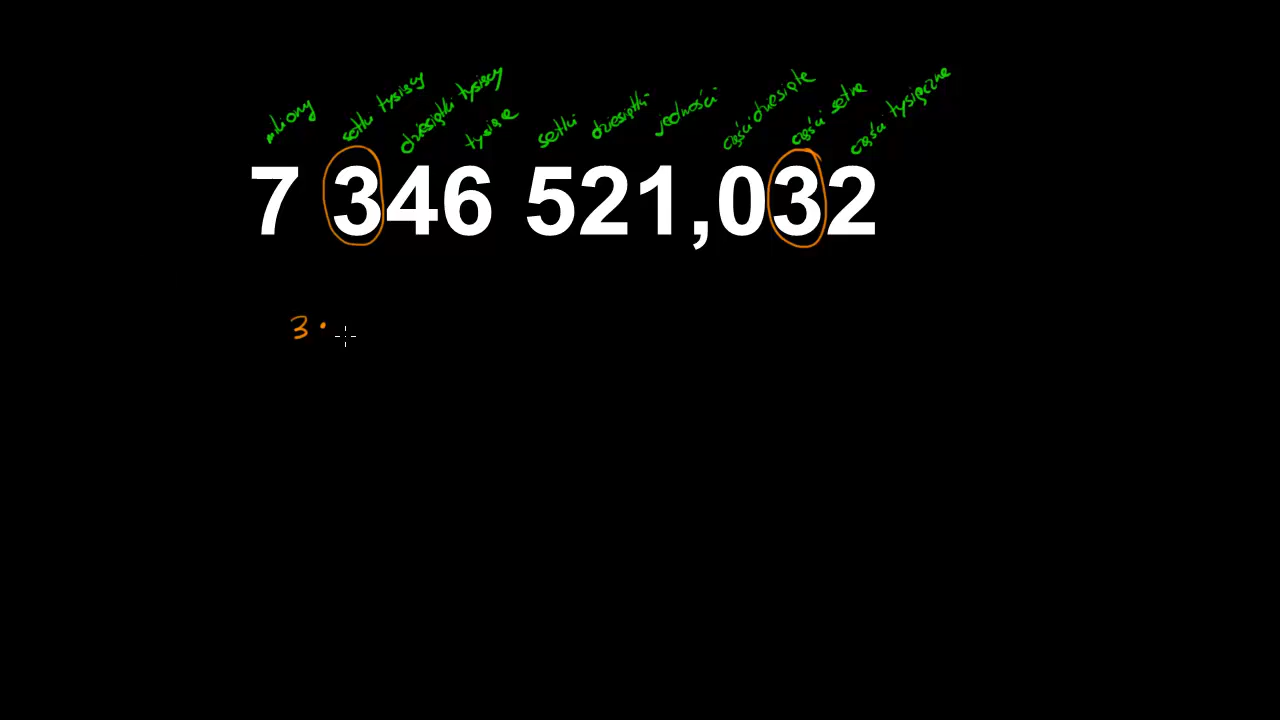 miliony setki tysięcy dziesiątki tysięcy tysiące setki dziesiątki jedności części dziesiąte części setne części tysięczne
7 346 521,032
3 ·